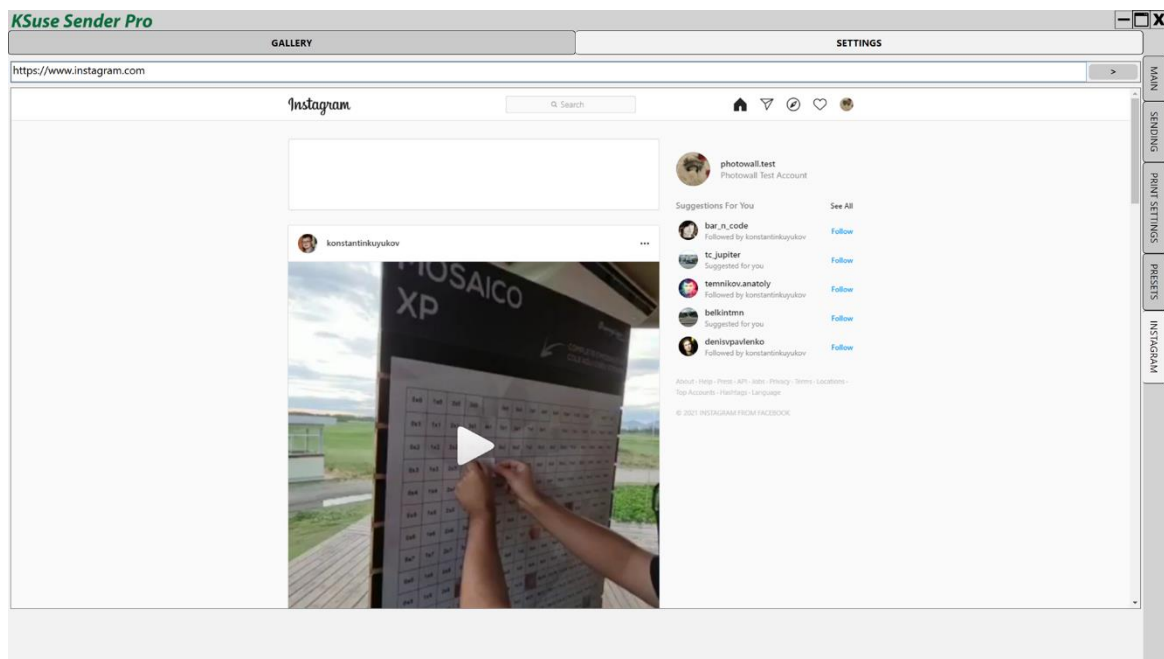 KSuse Sender Pro
GALLERY
SETTINGS
https://www.instagram.com
>
MAIN
SENDING
PRINT SETTINGS
PRESETS
INSTAGRAM
Instagram
Search
photowall.test
Photowall Test Account
Suggestions For You See All
bar_n_code
Followed by konstantinkuyukov
Follow
tc_jupiter
Suggested for you
Follow
temnikov.anatoly
Followed by konstantinkuyukov
Follow
belkintmn
Suggested for you
Follow
denisvpavlenko
Followed by konstantinkuyukov
Follow
About · Help · Press · API · Jobs · Privacy · Terms · Locations ·
Top Accounts · Hashtags · Language
© 2021 INSTAGRAM FROM FACEBOOK
konstantinkuyukov
MOSAICO
XP